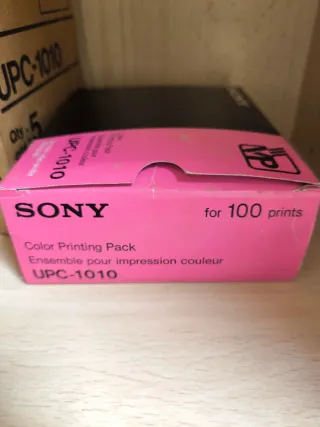 UPC-1010
Qty. 5
UPC-1010
VP
SONY
for 100 prints
Color Printing Pack
Ensemble pour impression couleur
UPC-1010